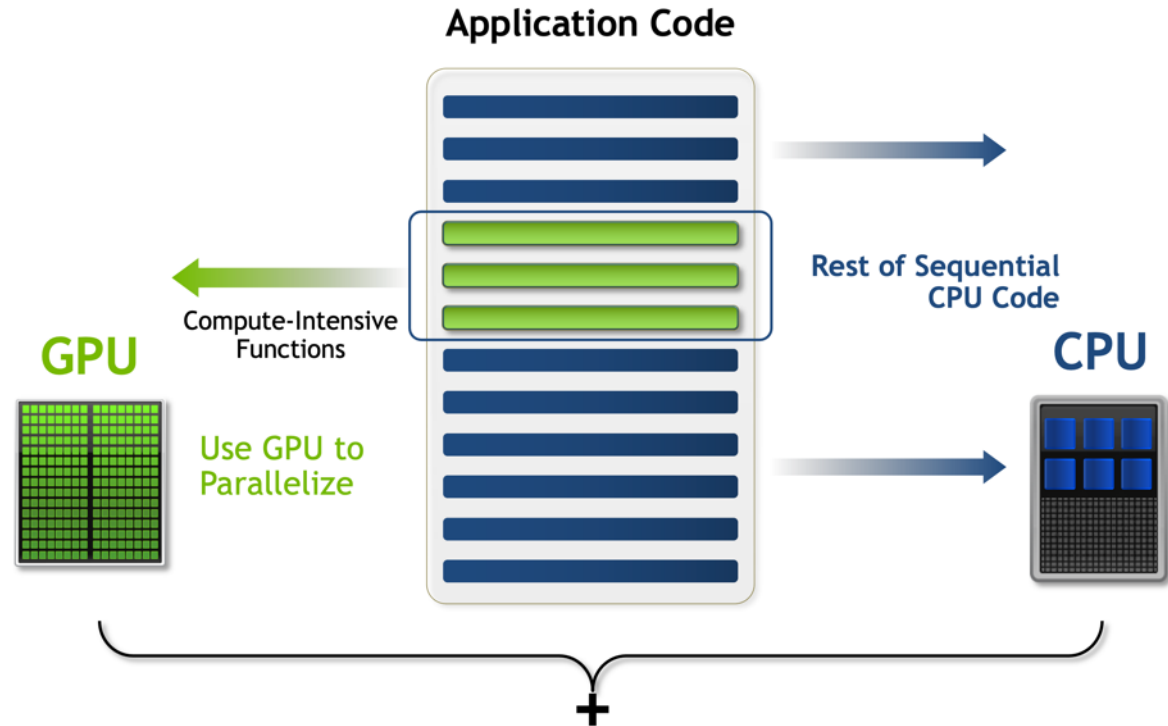 Application Code
Rest of Sequential
CPU Code
Compute-Intensive
Functions
GPU
CPU
Use GPU to
Parallelize
+